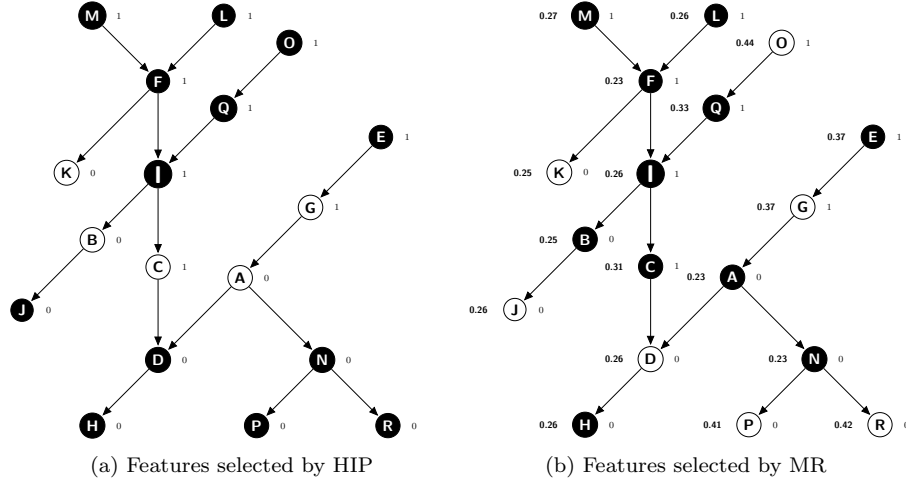 M 1 L 1
O 1
F 1
Q 1
E 1
K 0 I 1
G 1
B 0
C 1
A 0
J 0
D 0 N 0
H 0 P 0 R 0
(a) Features selected by HIP
0.27 M 1 0.26 L 1
0.44 O 1
0.23 F 1
0.33 Q 1
0.37 E 1
0.25 K 0 0.26 I 1
0.37 G 1
0.25 B 0
0.31 C 1
0.23 A 0
0.26 J 0
0.26 D 0 0.23 N 0
0.26 H 0 0.41 P 0 0.42 R 0
(b) Features selected by MR